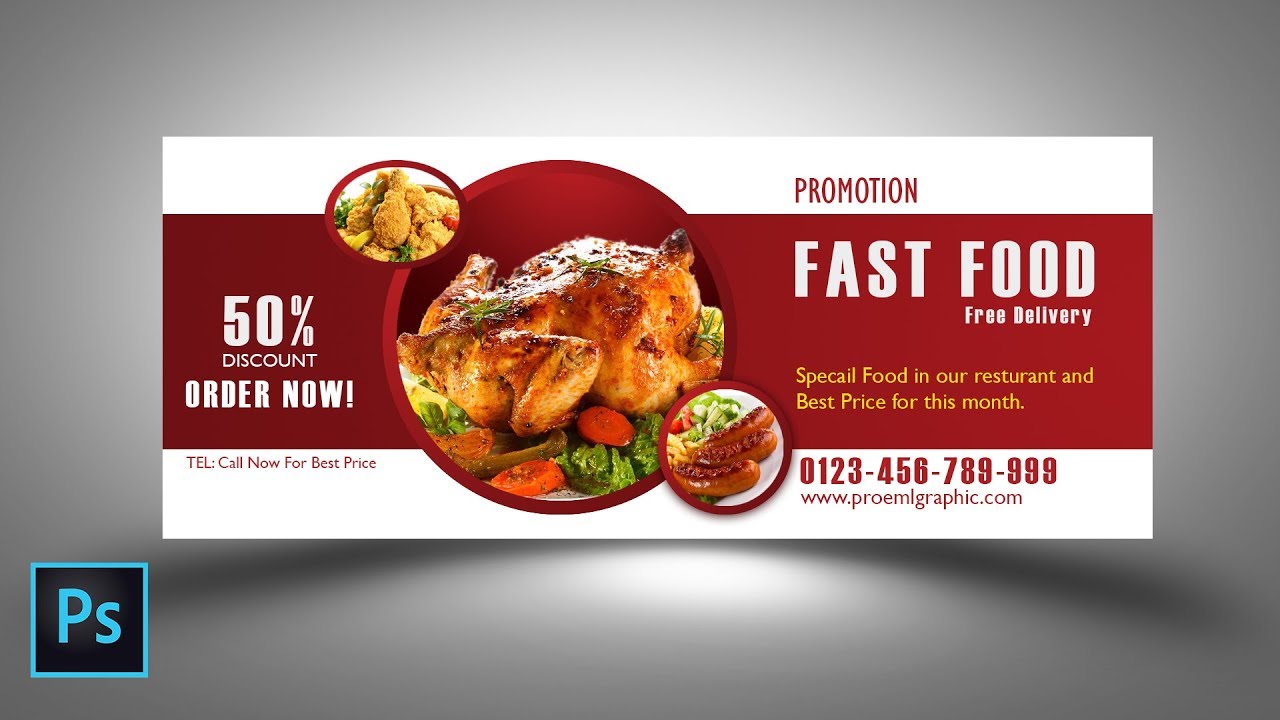 PROMOTION
FAST FOOD
Free Delivery
50%
DISCOUNT
ORDER NOW!
Specail Food in our resturant and
Best Price for this month.
TEL: Call Now For Best Price
0123-456-789-999
www.proemlgraphic.com
Ps